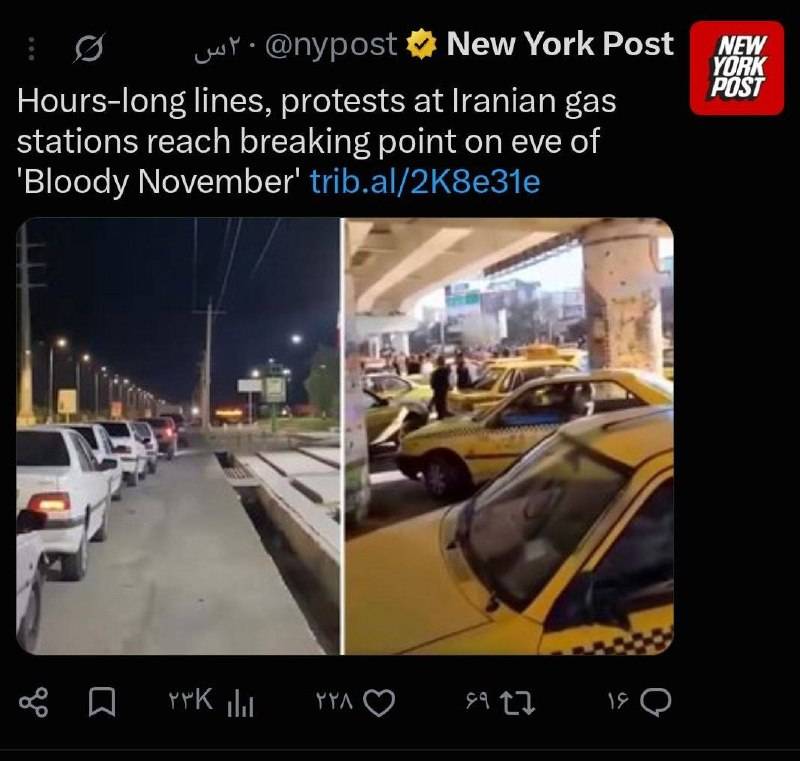 New York Post @nypost · ۲س
NEW
YORK
POST
Hours-long lines, protests at Iranian gas
stations reach breaking point on eve of
'Bloody November' trib.al/2K8e31e
۱۶
۶۹
۲۲۸
۲۳K